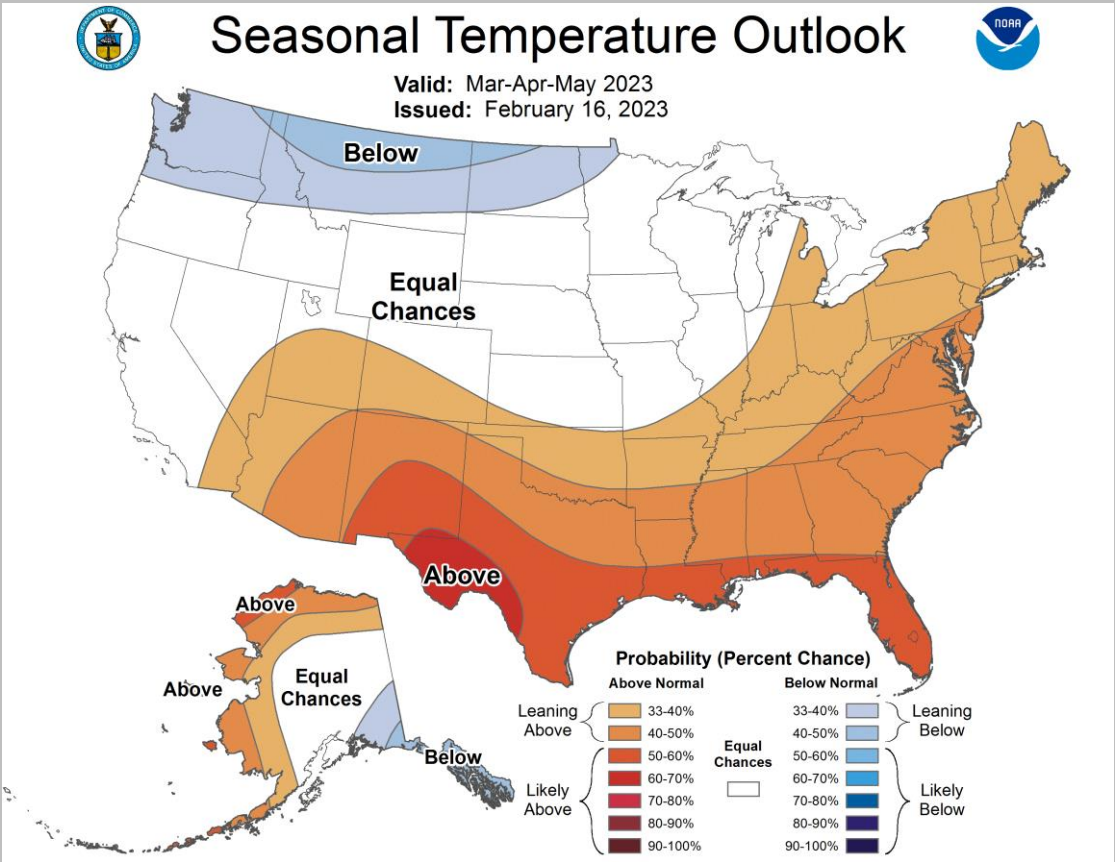 Seasonal Temperature Outlook
NOAA
Valid: Mar-Apr-May 2023
Issued: February 16, 2023
Below
Equal
Chances
Above
Above
Above
Equal
Chances
Below
Probability (Percent Chance)
Above Normal
Below Normal
Leaning
Above
33-40%
40-50%
50-60%
60-70%
70-80%
80-90%
90-100%
Likely
Above
Equal
Chances
33-40%
40-50%
50-60%
60-70%
70-80%
80-90%
90-100%
Leaning
Below
Likely
Below